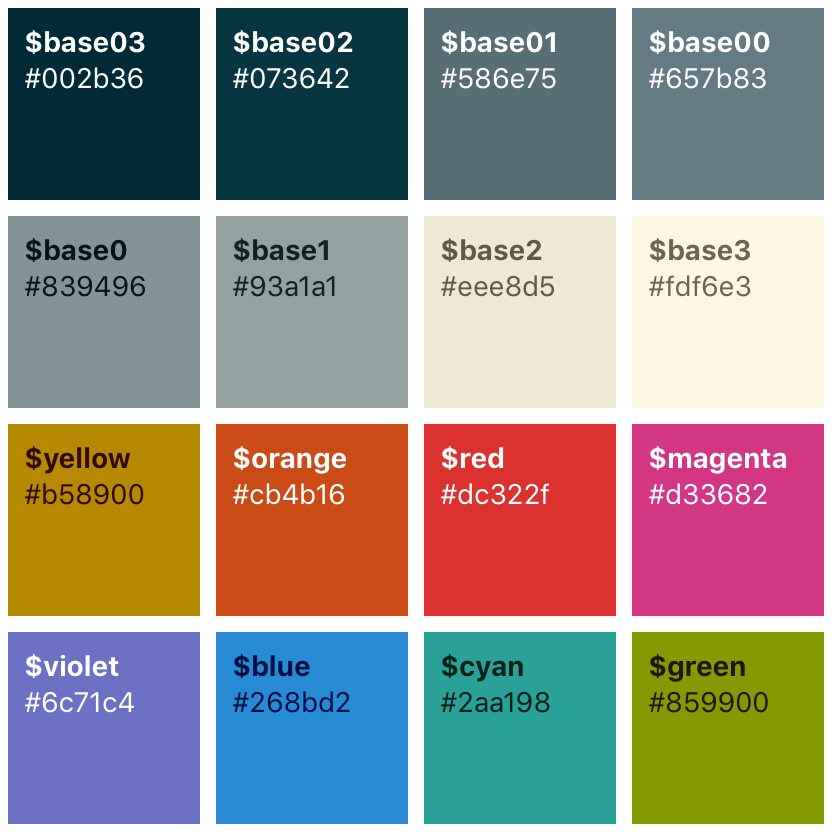 $base03
#002b36
$base02
#073642
$base01
#586e75
$base00
#657b83
$base0
#839496
$base1
#93a1a1
$base2
#eee8d5
$base3
#fdf6e3
$yellow
#b58900
$orange
#cb4b16
$red
#dc322f
$magenta
#d33682
$violet
#6c71c4
$blue
#268bd2
$cyan
#2aa198
$green
#859900